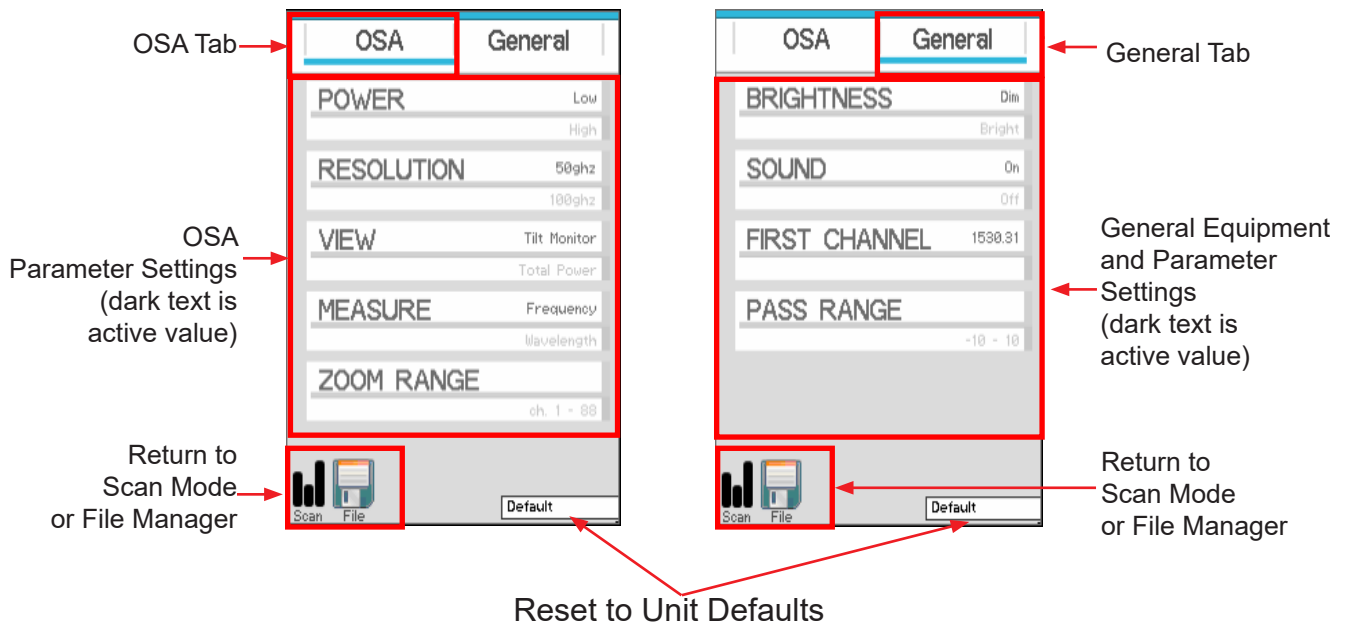 OSA Tab
OSA
General
POWER
Low
High
RESOLUTION
50ghz
100ghz
VIEW
Tilt Monitor
Total Power
MEASURE
Frequency
Wavelength
ZOOM RANGE
ch. 1 - 88
Scan
File
Default
OSA
Parameter Settings
(dark text is
active value)
Return to
Scan Mode
or File Manager
OSA
General
General Tab
BRIGHTNESS
Dim
Bright
SOUND
On
Off
FIRST CHANNEL
1530.31
PASS RANGE
-10 - 10
Scan
File
Default
General Equipment
and Parameter
Settings
(dark text is
active value)
Return to
Scan Mode
or File Manager
Reset to Unit Defaults